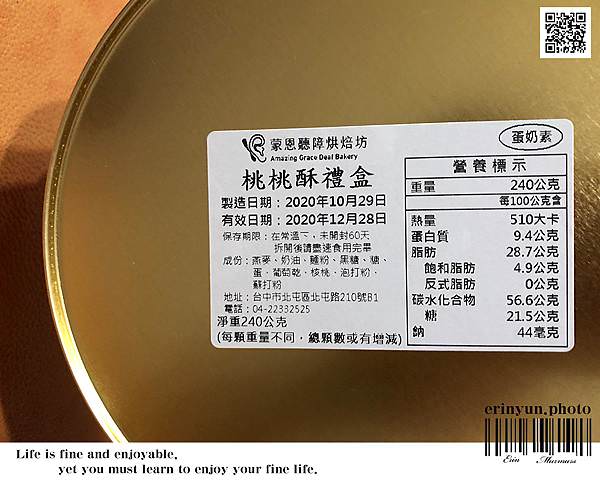 蒙恩聽障烘焙坊
Amazing Grace Deaf Bakery
蛋奶素
桃桃酥禮盒
製造日期：2020年10月29日
有效日期：2020年12月28日
保存期限：在常溫下，未開封60天
拆開後請盡速食用完畢
成份：燕麥、奶油、麵粉、黑糖、糖、
蛋、葡萄乾、核桃、泡打粉、
蘇打粉
地址：台中市北屯區北屯路210號B1
電話：04-22332525
淨重240公克
(每顆重量不同，總顆數或有增減)
營養標示
重量 240公克
每100公克含
熱量 510大卡
蛋白質 9.4公克
脂肪 28.7公克
飽和脂肪 4.9公克
反式脂肪 0公克
碳水化合物 56.6公克
糖 21.5公克
鈉 44毫克
erinyun.photo
Erin Murmurs
Life is fine and enjoyable,
yet you must learn to enjoy your fine life.